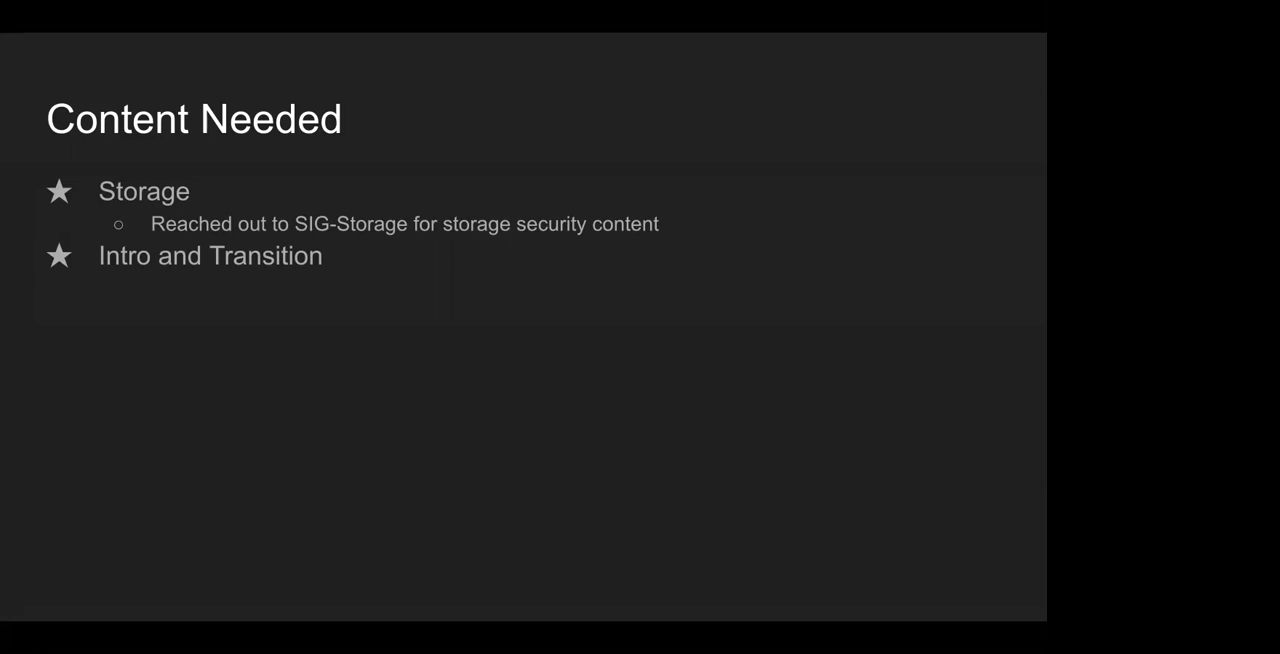 Content Needed
★ Storage
○ Reached out to SIG-Storage for storage security content
★ Intro and Transition